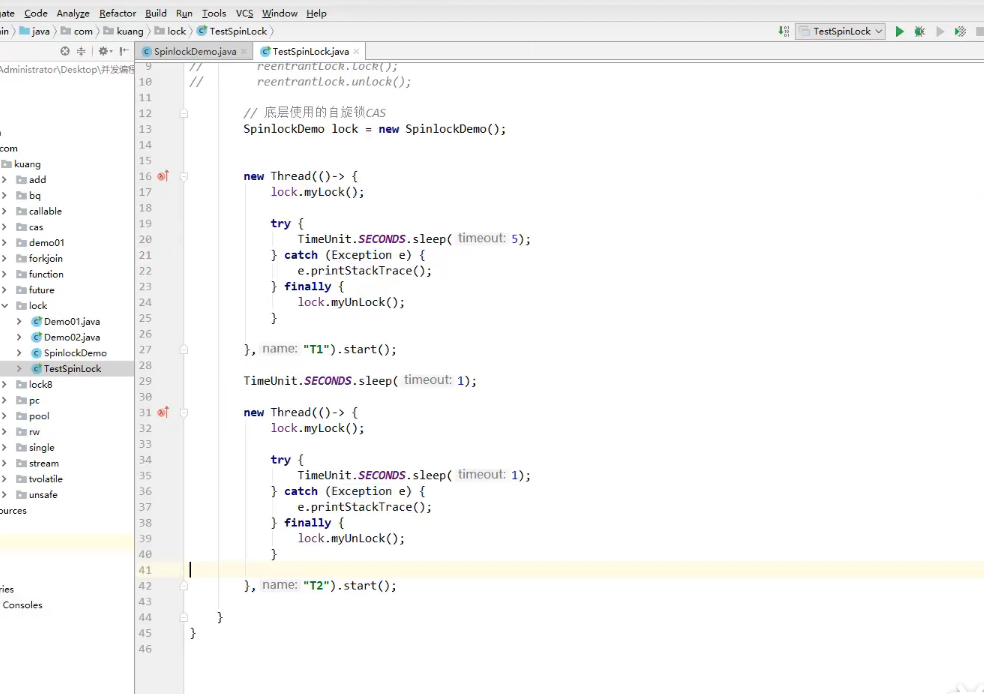 gate Code Analyze Refactor Build Run Tools VCS Window Help
in java com kuang lock TestSpinLock
TestSpinLock
SpinlockDemo.java TestSpinLock.java
Administrator\Desktop\并发编程
com
kuang
add
bq
callable
cas
demo01
forkjoin
function
future
lock
Demo01.java
Demo02.java
SpinlockDemo
TestSpinLock
lock8
pc
pool
rw
single
stream
tvolatile
unsafe
ources
ries
Consoles
9 // reentrantLock.lock();
10 // reentrantLock.unlock();
11
12 // 底层使用的自旋锁CAS
13 SpinlockDemo lock = new SpinlockDemo();
14
15
16 new Thread(()-> {
17 lock.myLock();
18
19 try {
20 TimeUnit.SECONDS.sleep( timeout: 5);
21 } catch (Exception e) {
22 e.printStackTrace();
23 } finally {
24 lock.myUnLock();
25 }
26
27 }, name: "T1").start();
28
29 TimeUnit.SECONDS.sleep( timeout: 1);
30
31 new Thread(()-> {
32 lock.myLock();
33
34 try {
35 TimeUnit.SECONDS.sleep( timeout: 1);
36 } catch (Exception e) {
37 e.printStackTrace();
38 } finally {
39 lock.myUnLock();
40 }
41
42 }, name: "T2").start();
43
44 }
45 }
46